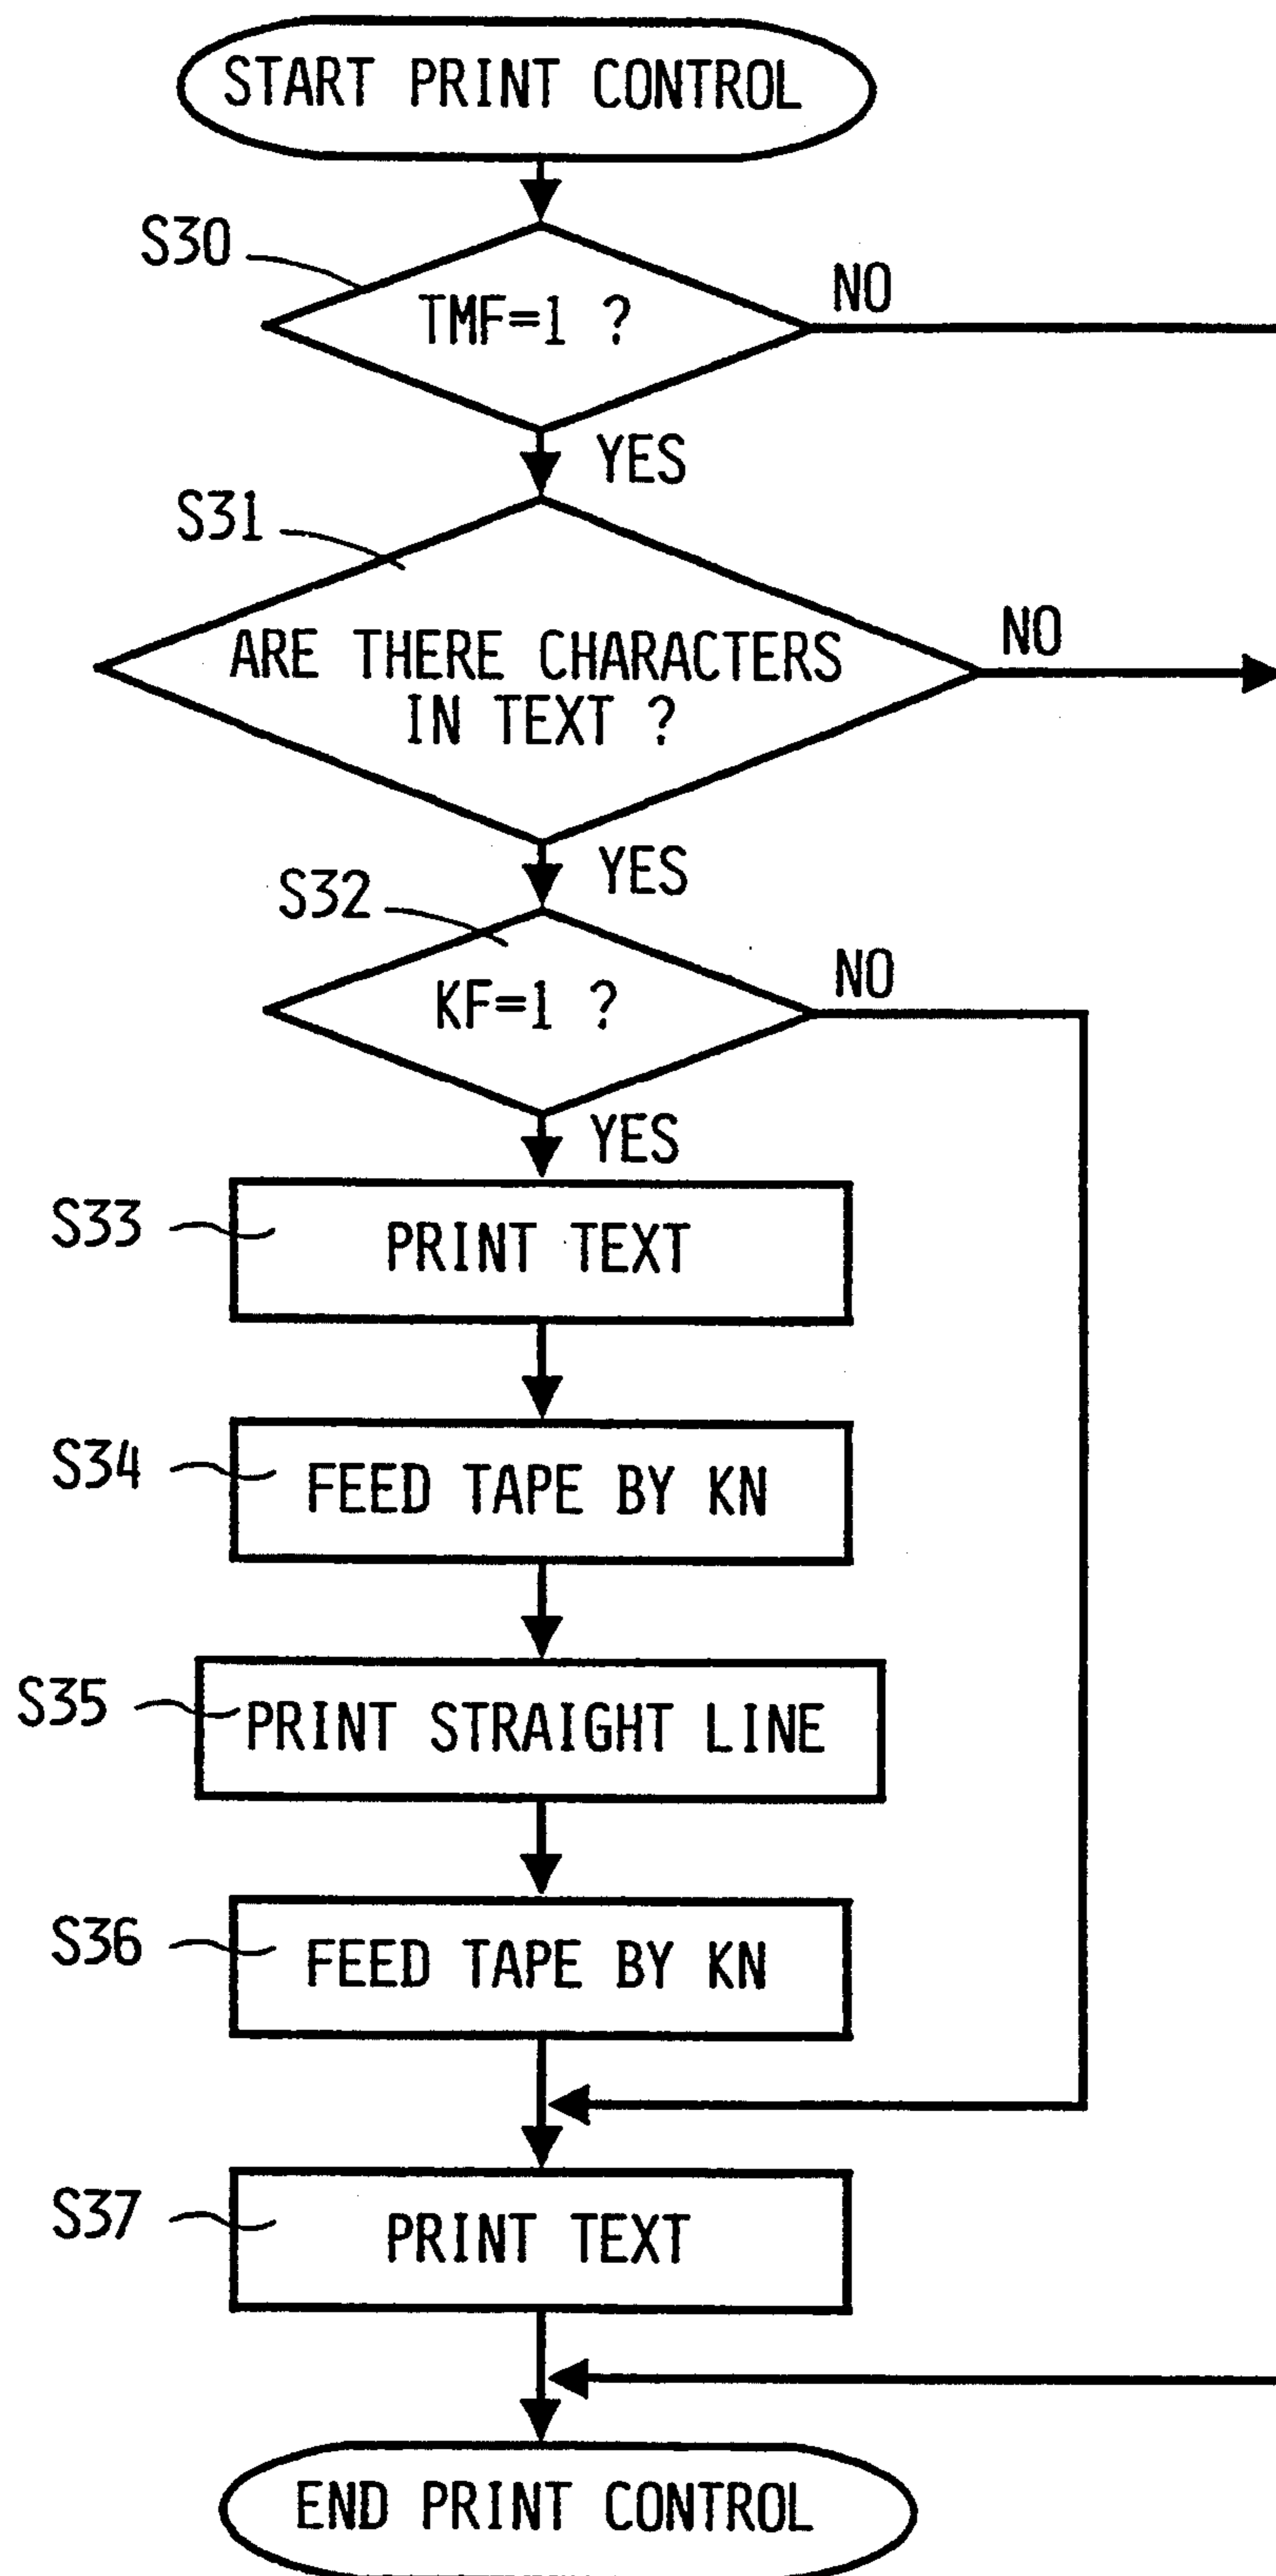 START PRINT CONTROL
S30
TMF=1 ?
NO
YES
S31
ARE THERE CHARACTERS
IN TEXT ?
NO
YES
S32
KF=1 ?
NO
YES
S33
PRINT TEXT
S34
FEED TAPE BY KN
S35
PRINT STRAIGHT LINE
S36
FEED TAPE BY KN
S37
PRINT TEXT
END PRINT CONTROL